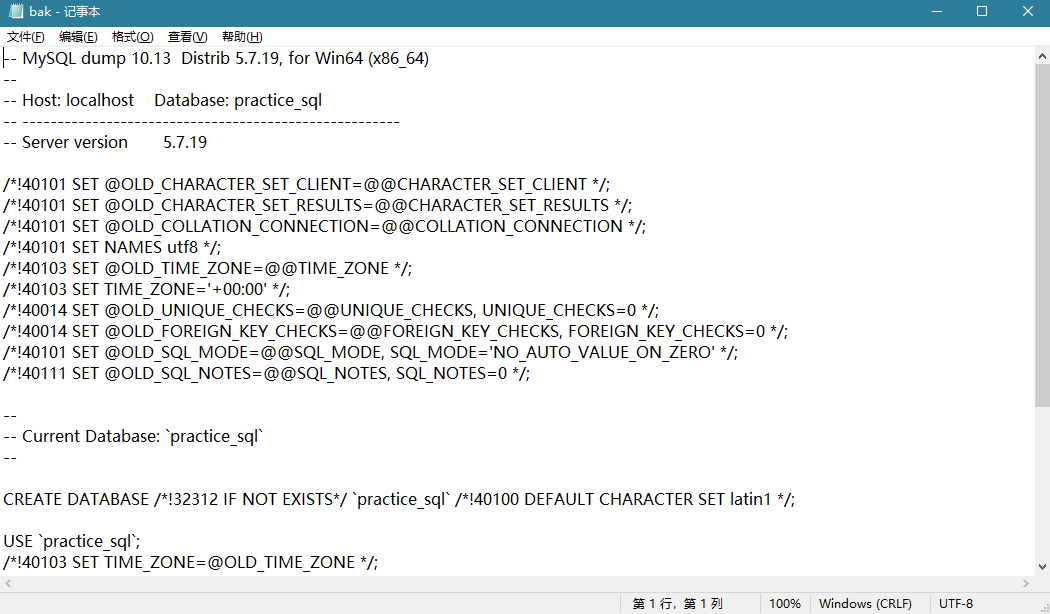 bak - 记事本
文件(F) 编辑(E) 格式(O) 查看(V) 帮助(H)
-- MySQL dump 10.13  Distrib 5.7.19, for Win64 (x86_64)
--
-- Host: localhost    Database: practice_sql
-- ------------------------------------------------------
-- Server version	5.7.19

/*!40101 SET @OLD_CHARACTER_SET_CLIENT=@@CHARACTER_SET_CLIENT */;
/*!40101 SET @OLD_CHARACTER_SET_RESULTS=@@CHARACTER_SET_RESULTS */;
/*!40101 SET @OLD_COLLATION_CONNECTION=@@COLLATION_CONNECTION */;
/*!40101 SET NAMES utf8 */;
/*!40103 SET @OLD_TIME_ZONE=@@TIME_ZONE */;
/*!40103 SET TIME_ZONE='+00:00' */;
/*!40014 SET @OLD_UNIQUE_CHECKS=@@UNIQUE_CHECKS, UNIQUE_CHECKS=0 */;
/*!40014 SET @OLD_FOREIGN_KEY_CHECKS=@@FOREIGN_KEY_CHECKS, FOREIGN_KEY_CHECKS=0 */;
/*!40101 SET @OLD_SQL_MODE=@@SQL_MODE, SQL_MODE='NO_AUTO_VALUE_ON_ZERO' */;
/*!40111 SET @OLD_SQL_NOTES=@@SQL_NOTES, SQL_NOTES=0 */;

--
-- Current Database: `practice_sql`
--

CREATE DATABASE /*!32312 IF NOT EXISTS*/ `practice_sql` /*!40100 DEFAULT CHARACTER SET latin1 */;

USE `practice_sql`;
/*!40103 SET TIME_ZONE=@OLD_TIME_ZONE */;
第 1 行，第 1 列 100% Windows (CRLF) UTF-8